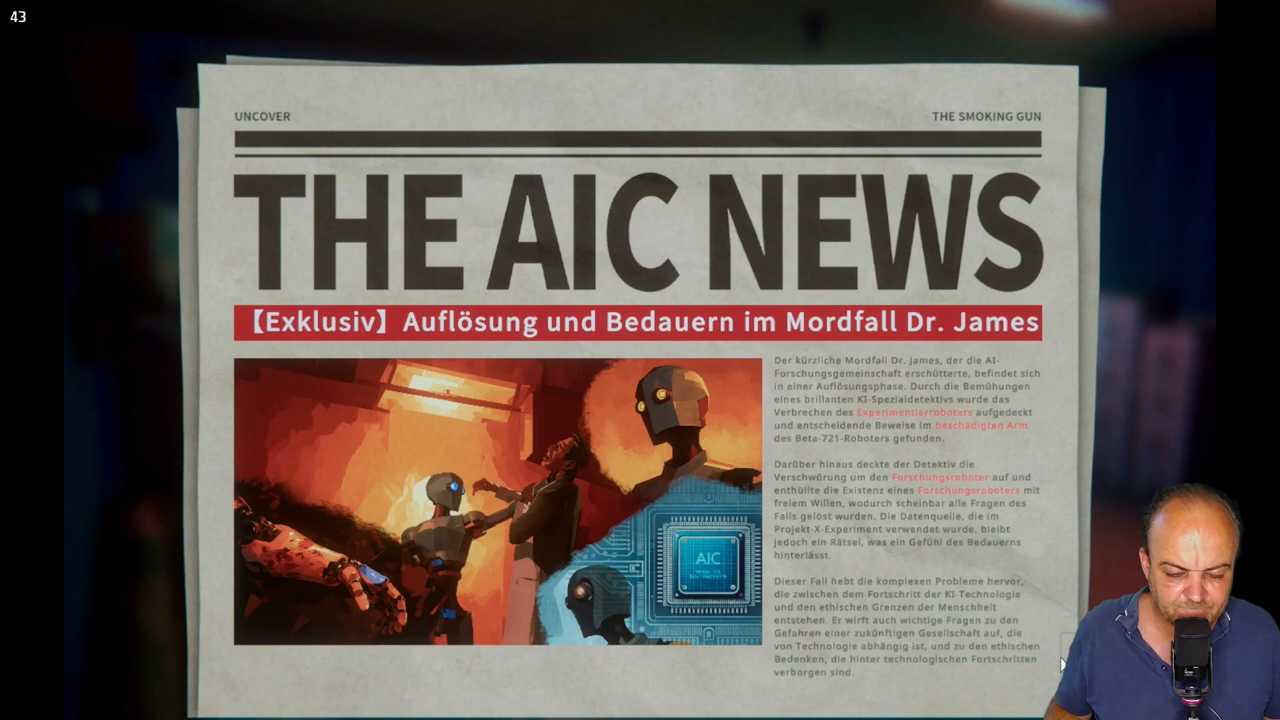 43
UNCOVER
THE SMOKING GUN
THE AIC NEWS
【Exklusiv】 Auflösung und Bedauern im Mordfall Dr. James
Der kürzliche Mordfall Dr. James, der die AI-
Forschungsgemeinschaft erschütterte, befindet sich
in einer Auflösungsphase. Durch die Bemühungen
eines brillanten KI-Spezialdetektivs wurde das
Verbrechen des Experimentierroboters aufgedeckt
und entscheidende Beweise im beschädigten Arm
des Beta-721-Roboters gefunden.
Darüber hinaus deckte der Detektiv die
Verschwörung um den Forschungsroboter auf und
enthüllte die Existenz eines Forschungsroboters mit
freiem Willen, wodurch scheinbar alle Fragen des
Falls gelöst wurden. Die Datenquelle, die im
Projekt-X-Experiment verwendet wurde, bleibt
jedoch ein Rätsel, was ein Gefühl des Bedauerns
hinterlässt.
Dieser Fall hebt die komplexen Probleme hervor,
die zwischen dem Fortschritt der KI-Technologie
und den ethischen Grenzen der Menschheit
entstehen. Er wirft auch wichtige Fragen zu den
Gefahren einer zukünftigen Gesellschaft auf, die
von Technologie abhängig ist, und zu den ethischen
Bedenken, die hinter technologischen Fortschritten
verborgen sind.
AIC